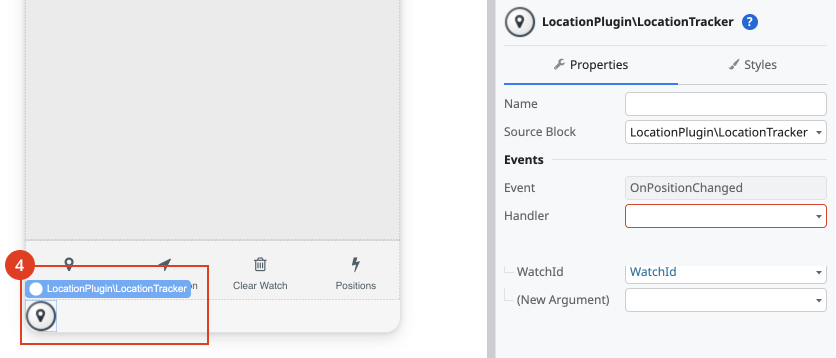 LocationPlugin\LocationTracker ?
Properties
Styles
Name
Source Block
LocationPlugin\LocationTracker
Events
Event
OnPositionChanged
Handler
WatchId
WatchId
(New Argument)
4
on
Clear Watch
Positions
LocationPlugin\LocationTracker